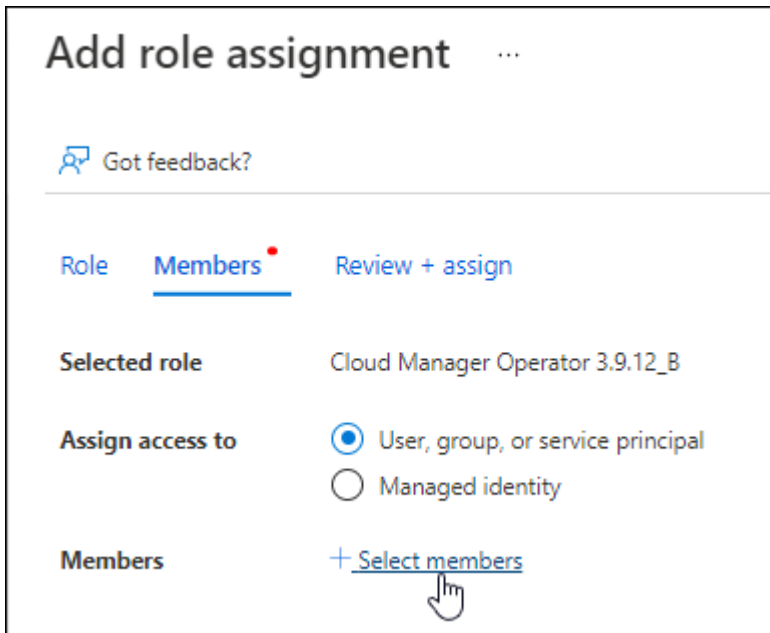 Add role assignment ...
Got feedback?
Role Members Review + assign
Selected role Cloud Manager Operator 3.9.12_B
Assign access to User, group, or service principal
Managed identity
Members + Select members